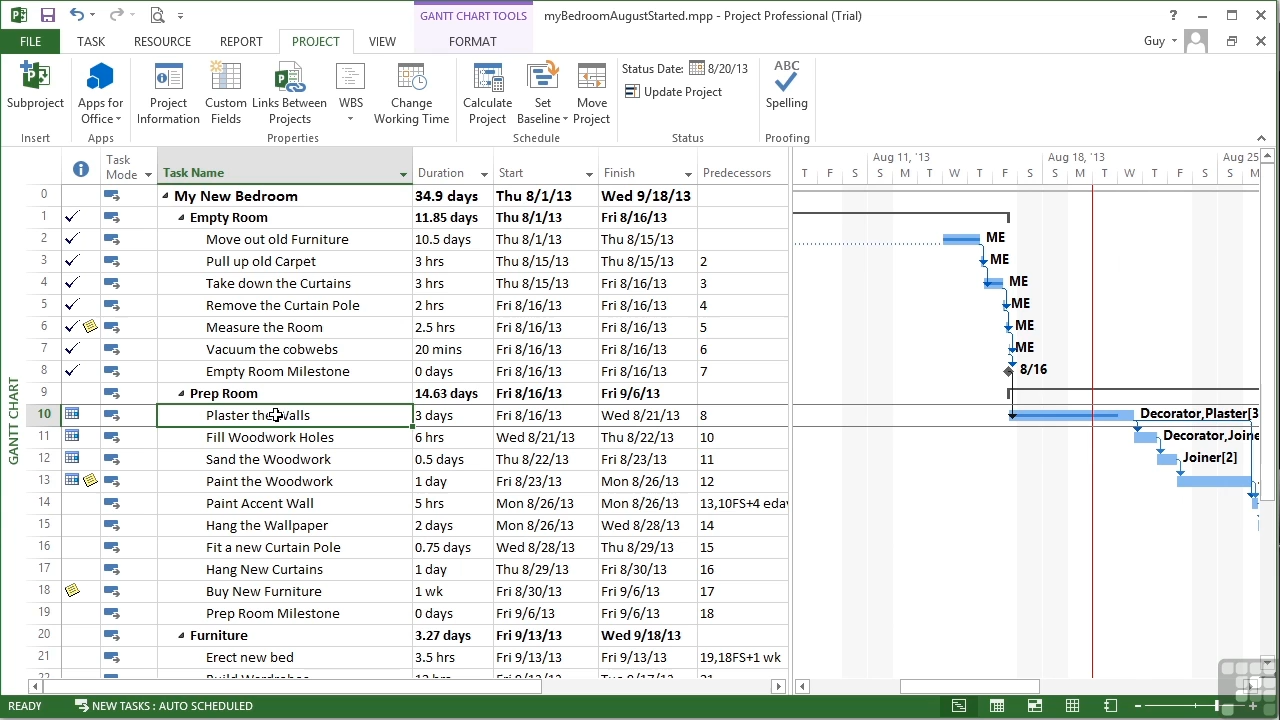 GANTT CHART TOOLS
myBedroomAugustStarted.mpp - Project Professional (Trial)
?
FILE TASK RESOURCE REPORT PROJECT VIEW FORMAT Guy
Subproject
Insert
Apps for Office
Apps
Project Information
Custom Fields
Links Between Projects
WBS
Change Working Time
Properties
Calculate Project
Set Baseline
Move Project
Schedule
Status Date: 8/20/13
Update Project
Status
ABC
Spelling
Proofing
GANTT CHART
Task Mode Task Name Duration Start Finish Predecessors
0 My New Bedroom 34.9 days Thu 8/1/13 Wed 9/18/13
1 Empty Room 11.85 days Thu 8/1/13 Fri 8/16/13
2 Move out old Furniture 10.5 days Thu 8/1/13 Thu 8/15/13
3 Pull up old Carpet 3 hrs Thu 8/15/13 Thu 8/15/13 2
4 Take down the Curtains 3 hrs Thu 8/15/13 Fri 8/16/13 3
5 Remove the Curtain Pole 2 hrs Fri 8/16/13 Fri 8/16/13 4
6 Measure the Room 2.5 hrs Fri 8/16/13 Fri 8/16/13 5
7 Vacuum the cobwebs 20 mins Fri 8/16/13 Fri 8/16/13 6
8 Empty Room Milestone 0 days Fri 8/16/13 Fri 8/16/13 7
9 Prep Room 14.63 days Fri 8/16/13 Fri 9/6/13
10 Plaster the Walls 3 days Fri 8/16/13 Wed 8/21/13 8
11 Fill Woodwork Holes 6 hrs Wed 8/21/13 Thu 8/22/13 10
12 Sand the Woodwork 0.5 days Thu 8/22/13 Fri 8/23/13 11
13 Paint the Woodwork 1 day Fri 8/23/13 Mon 8/26/13 12
14 Paint Accent Wall 5 hrs Mon 8/26/13 Mon 8/26/13 13,10FS+4 eday
15 Hang the Wallpaper 2 days Mon 8/26/13 Wed 8/28/13 14
16 Fit a new Curtain Pole 0.75 days Wed 8/28/13 Thu 8/29/13 15
17 Hang New Curtains 1 day Thu 8/29/13 Fri 8/30/13 16
18 Buy New Furniture 1 wk Fri 8/30/13 Fri 9/6/13 17
19 Prep Room Milestone 0 days Fri 9/6/13 Fri 9/6/13 18
20 Furniture 3.27 days Fri 9/13/13 Wed 9/18/13
21 Erect new bed 3.5 hrs Fri 9/13/13 Fri 9/13/13 19,18FS+1 wk
Aug 11, '13 Aug 18, '13 Aug 25
T F S S M T W T F S S M T W T F S S M
ME
ME
ME
ME
ME
ME
8/16
Decorator,Plaster[3
Decorator,Joine
Joiner[2]
READY NEW TASKS : AUTO SCHEDULED